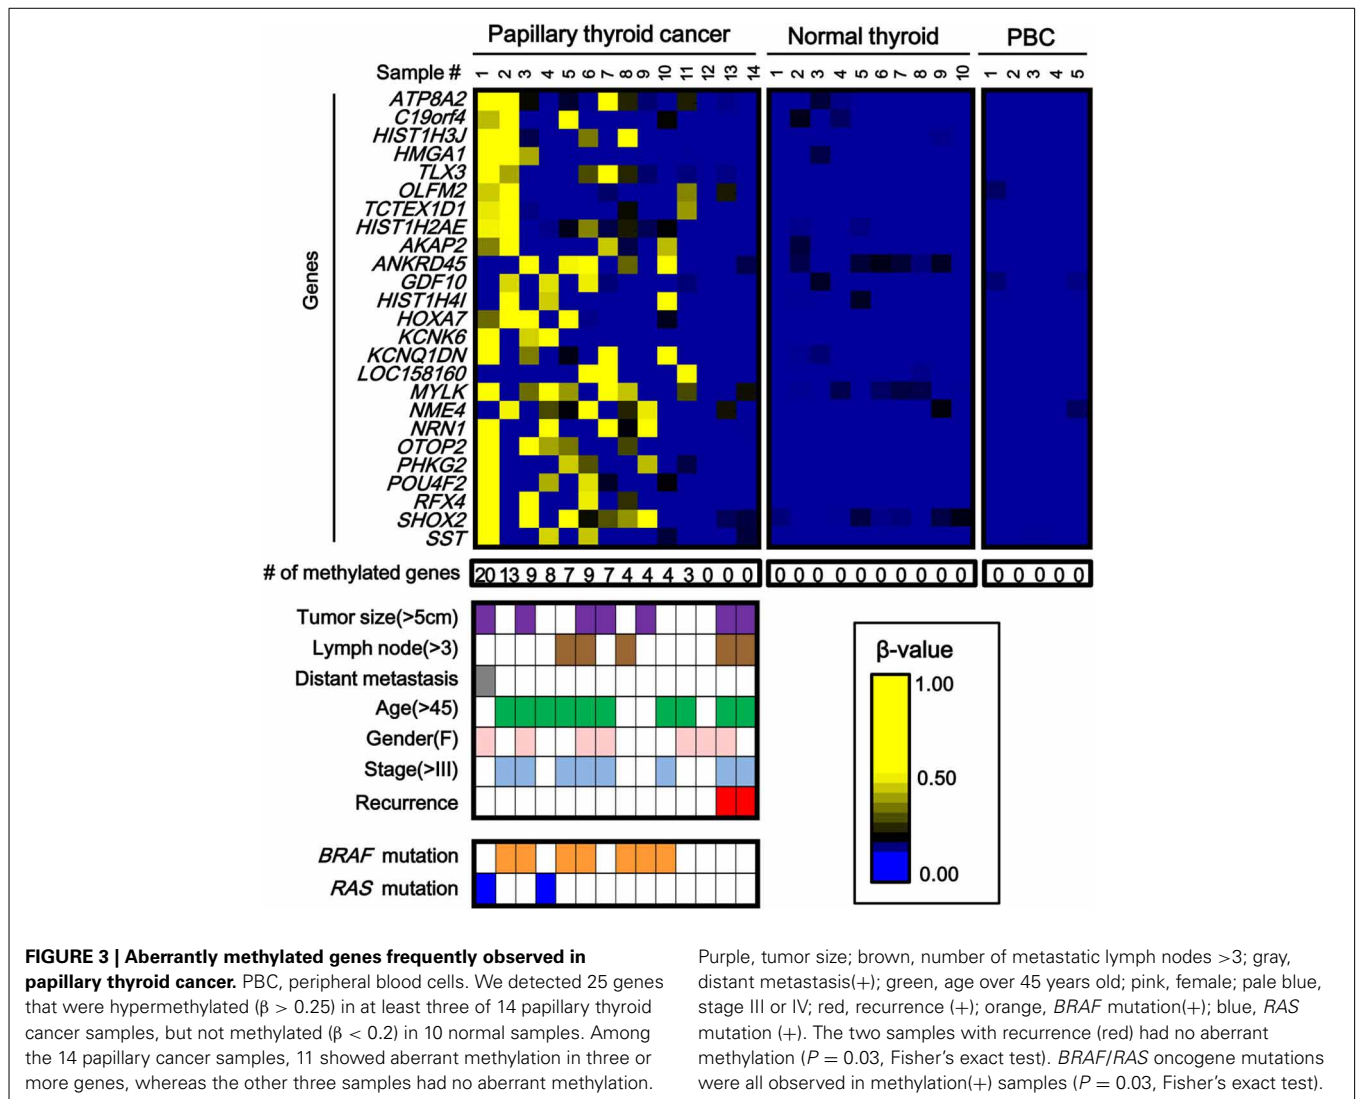 Papillary thyroid cancer Normal thyroid PBC
Sample # 1 2 3 4 5 6 7 8 9 10 11 12 13 14 1 2 3 4 5 6 7 8 9 10 1 2 3 4 5
Genes
ATP8A2
C19orf4
HIST1H3J
HMGA1
TLX3
OLFM2
TCTEX1D1
HIST1H2AE
AKAP2
ANKRD45
GDF10
HIST1H4I
HOXA7
KCNK6
KCNQ1DN
LOC158160
MYLK
NME4
NRN1
OTOP2
PHKG2
POU4F2
RFX4
SHOX2
SST
# of methylated genes 20 13 9 8 7 9 7 4 4 4 3 0 0 0 0 0 0 0 0 0 0 0 0 0 0 0 0 0 0
Tumor size(>5cm)
Lymph node(>3)
Distant metastasis
Age(>45)
Gender(F)
Stage(>III)
Recurrence
BRAF mutation
RAS mutation
β-value
1.00
0.50
0.00
FIGURE 3 | Aberrantly methylated genes frequently observed in
papillary thyroid cancer. PBC, peripheral blood cells. We detected 25 genes
that were hypermethylated (β > 0.25) in at least three of 14 papillary thyroid
cancer samples, but not methylated (β < 0.2) in 10 normal samples. Among
the 14 papillary cancer samples, 11 showed aberrant methylation in three or
more genes, whereas the other three samples had no aberrant methylation.
Purple, tumor size; brown, number of metastatic lymph nodes >3; gray,
distant metastasis(+); green, age over 45 years old; pink, female; pale blue,
stage III or IV; red, recurrence (+); orange, BRAF mutation(+); blue, RAS
mutation (+). The two samples with recurrence (red) had no aberrant
methylation (P = 0.03, Fisher's exact test). BRAF/RAS oncogene mutations
were all observed in methylation(+) samples (P = 0.03, Fisher's exact test).